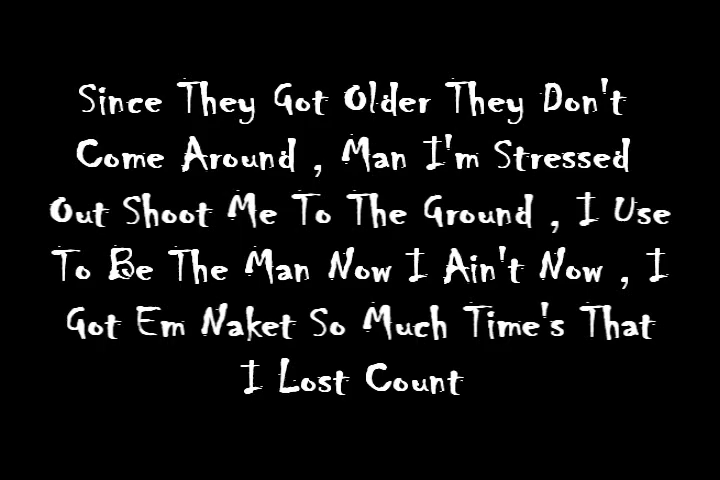 Since They Got Older They Don't
Come Around , Man I'm Stressed
Out Shoot Me To The Ground , I Use
To Be The Man Now I Ain't Now , I
Got Em Naket So Much Time's That
I Lost Count